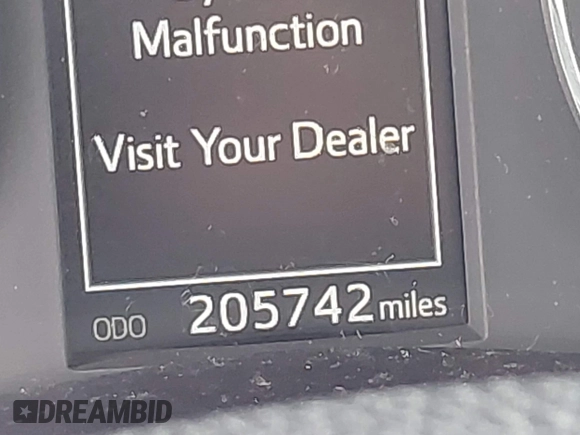 Malfunction
Visit Your Dealer
ODO 205742 miles
DREAMBID